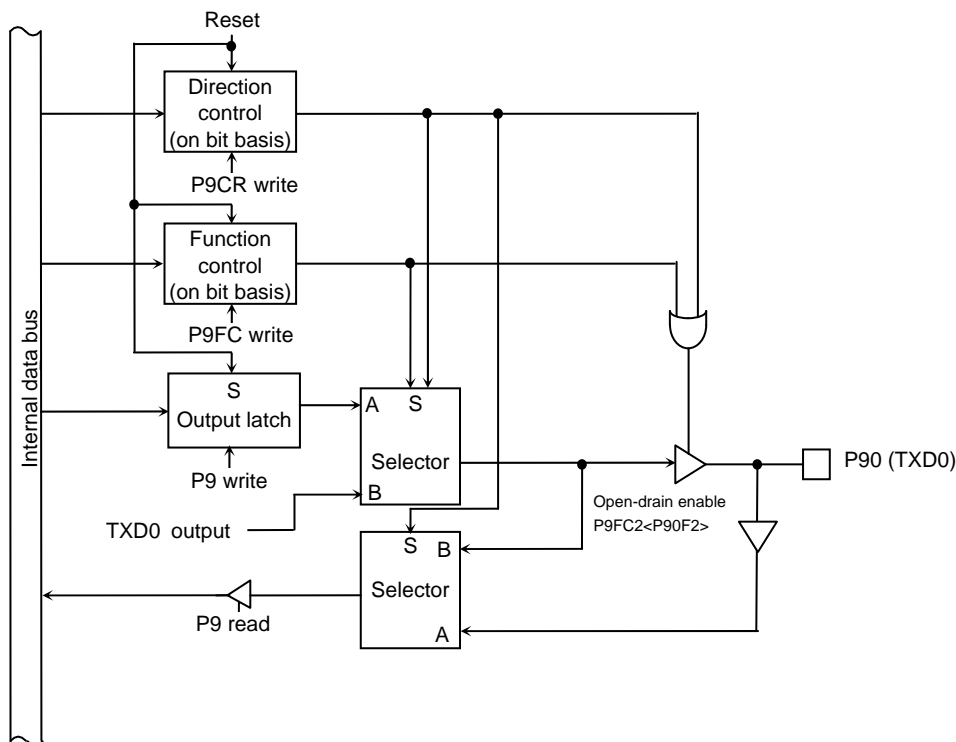 Reset
Direction
control
(on bit basis)
P9CR write
Function
control
(on bit basis)
P9FC write
Internal data bus
S
Output latch
P9 write
A
S
Selector
B
TXD0 output
P90 (TXD0)
Open-drain enable
P9FC2<P90F2>
S
B
Selector
A
P9 read